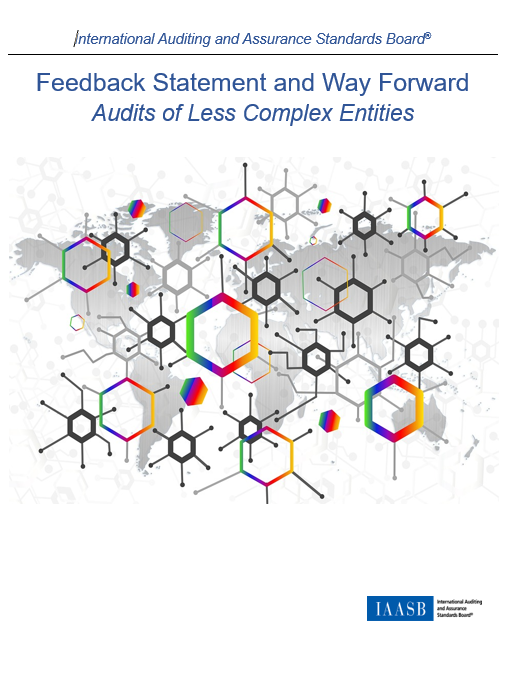 International Auditing and Assurance Standards Board®
Feedback Statement and Way Forward
Audits of Less Complex Entities
IAASB
International Auditing
and Assurance
Standards Board®